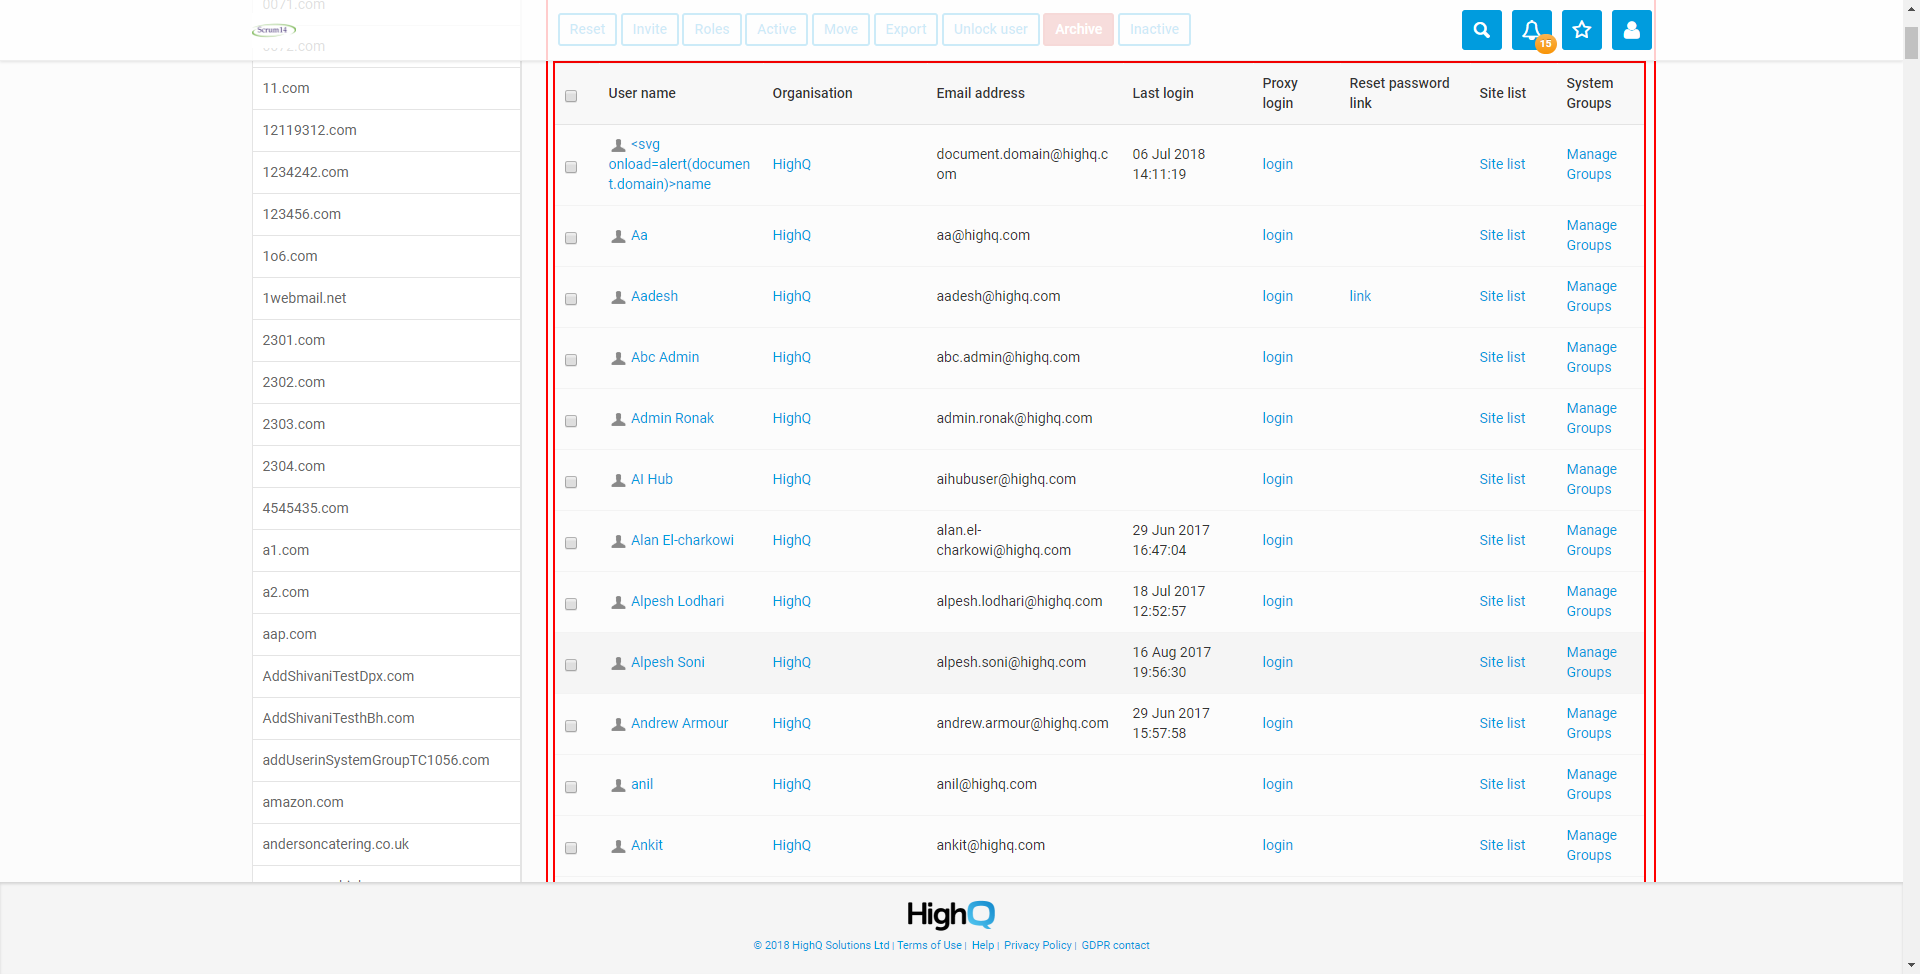 0071.com
Scrum14
0072.com
Reset Invite Roles Active Move Export Unlock user Archive Inactive
15
11.com
12119312.com
1234242.com
123456.com
1o6.com
1webmail.net
2301.com
2302.com
2303.com
2304.com
4545435.com
a1.com
a2.com
aap.com
AddShivaniTestDpx.com
AddShivaniTesthBh.com
addUserinSystemGroupTC1056.com
amazon.com
andersoncatering.co.uk
User name Organisation Email address Last login Proxy login Reset password link Site list System Groups
<svg onload=alert(document.domain)>name HighQ document.domain@highq.com 06 Jul 2018 14:11:19 login Site list Manage Groups
Aa HighQ aa@highq.com login Site list Manage Groups
Aadesh HighQ aadesh@highq.com login link Site list Manage Groups
Abc Admin HighQ abc.admin@highq.com login Site list Manage Groups
Admin Ronak HighQ admin.ronak@highq.com login Site list Manage Groups
AI Hub HighQ aihubuser@highq.com login Site list Manage Groups
Alan El-charkowi HighQ alan.el-charkowi@highq.com 29 Jun 2017 16:47:04 login Site list Manage Groups
Alpesh Lodhari HighQ alpesh.lodhari@highq.com 18 Jul 2017 12:52:57 login Site list Manage Groups
Alpesh Soni HighQ alpesh.soni@highq.com 16 Aug 2017 19:56:30 login Site list Manage Groups
Andrew Armour HighQ andrew.armour@highq.com 29 Jun 2017 15:57:58 login Site list Manage Groups
anil HighQ anil@highq.com login Site list Manage Groups
Ankit HighQ ankit@highq.com login Site list Manage Groups
HighQ
© 2018 HighQ Solutions Ltd | Terms of Use | Help | Privacy Policy | GDPR contact